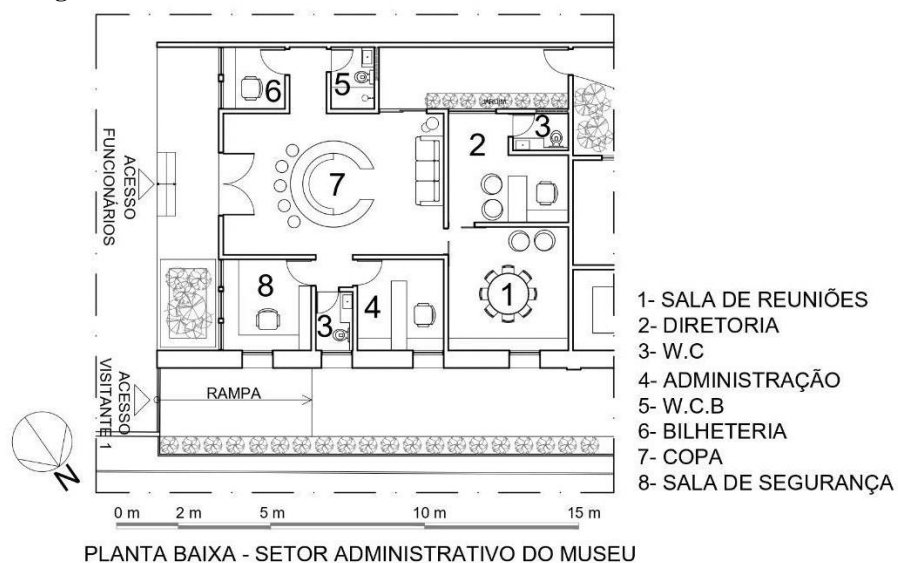 6
5
JARDIM
3
2
7
ACESSO
FUNCIONÁRIOS
8
3
4
1
ACESSO
VISITANTE 1
RAMPA
N
1- SALA DE REUNIÕES
2- DIRETORIA
3- W.C
4- ADMINISTRAÇÃO
5- W.C.B
6- BILHETERIA
7- COPA
8- SALA DE SEGURANÇA
0 m 2 m 5 m 10 m 15 m
PLANTA BAIXA - SETOR ADMINISTRATIVO DO MUSEU